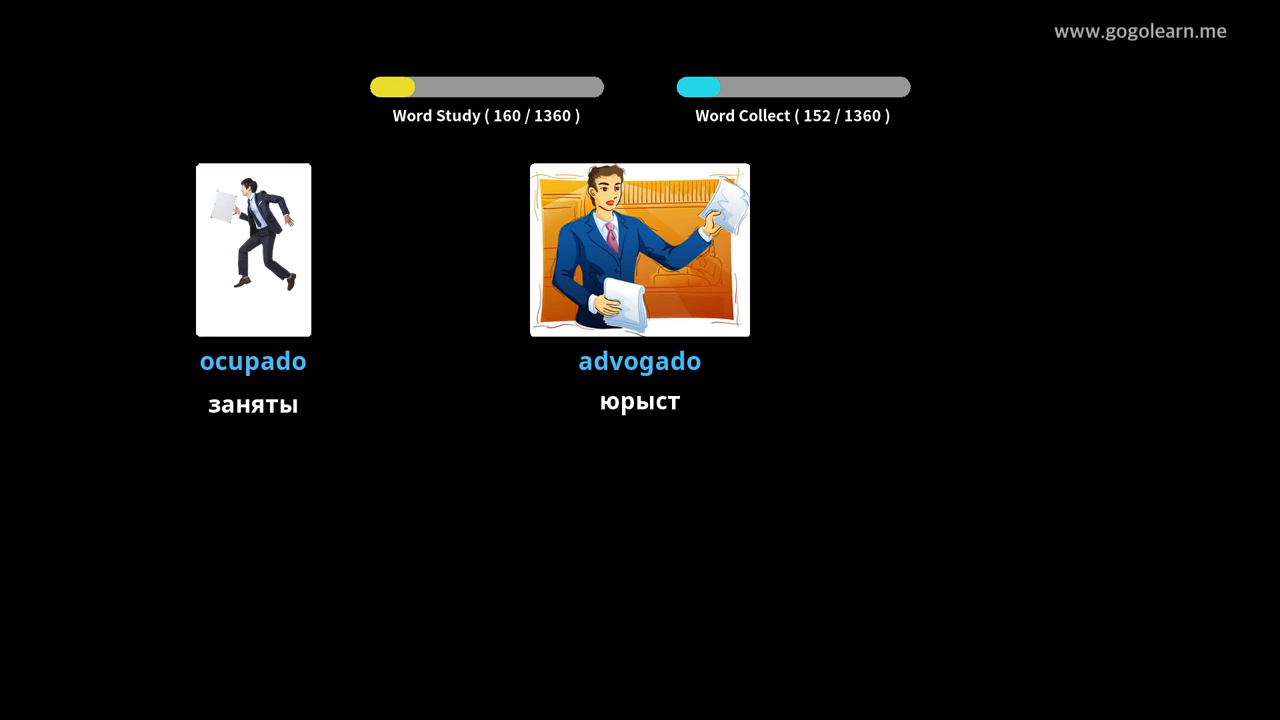 www.gogolearn.me
Word Study ( 160 / 1360 )
Word Collect ( 152 / 1360 )
ocupado
заняты
advogado
юрыст